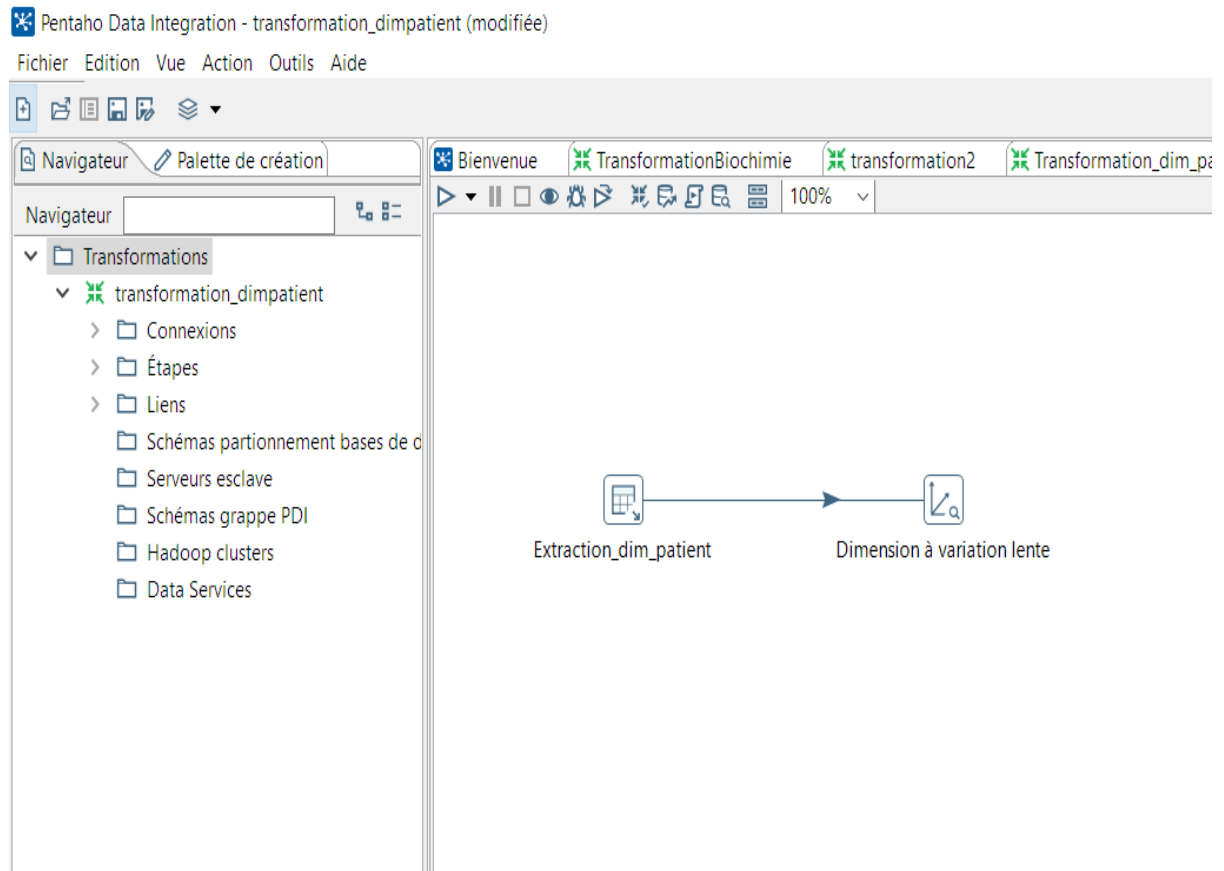 Pentaho Data Integration - transformation_dimpatient (modifiée)
Fichier Edition Vue Action Outils Aide
Navigateur Palette de création
Bienvenue TransformationBiochimie transformation2 Transformation_dim_pa
Navigateur
100%
Transformations
transformation_dimpatient
Connexions
Étapes
Liens
Schémas partionnement bases de d
Serveurs esclave
Schémas grappe PDI
Hadoop clusters
Data Services
Extraction_dim_patient Dimension à variation lente